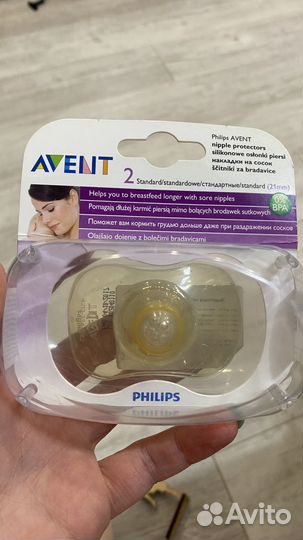 Philips AVENT
nipple protectors
silikonowe osłonki piersi
накладки на сосок
ščitniki za bradavice
AVENT
2 Standard/standardowe/стандартные/standard (21mm)
0%
BPA
Helps you to breastfeed longer with sore nipples
Pomagają dłużej karmić piersią mimo bolących brodawek sutkowych
Поможет вам кормить грудью дольше даже при раздражении сосков
Olajšajo dojenje z bolečimi bradavicami
PHILIPS
Avito